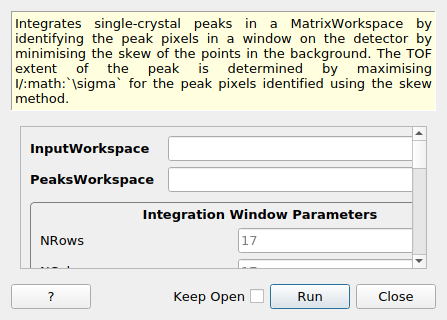 Integrates single-crystal peaks in a MatrixWorkspace by
identifying the peak pixels in a window on the detector by
minimising the skew of the points in the background. The TOF
extent of the peak is determined by maximising
I/:math:`\sigma` for the peak pixels identified using the skew
method.
InputWorkspace
PeaksWorkspace
Integration Window Parameters
NRows 17
? Keep Open Run Close